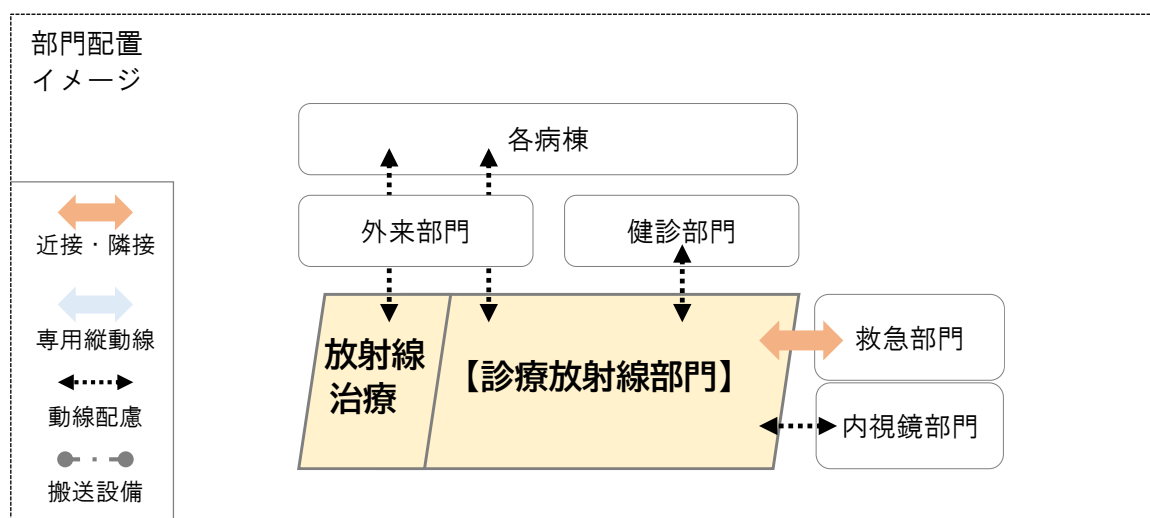 部門配置
イメージ
近接・隣接
専用縦動線
動線配慮
搬送設備
各病棟
外来部門
健診部門
放射線
治療
【診療放射線部門】
救急部門
内視鏡部門